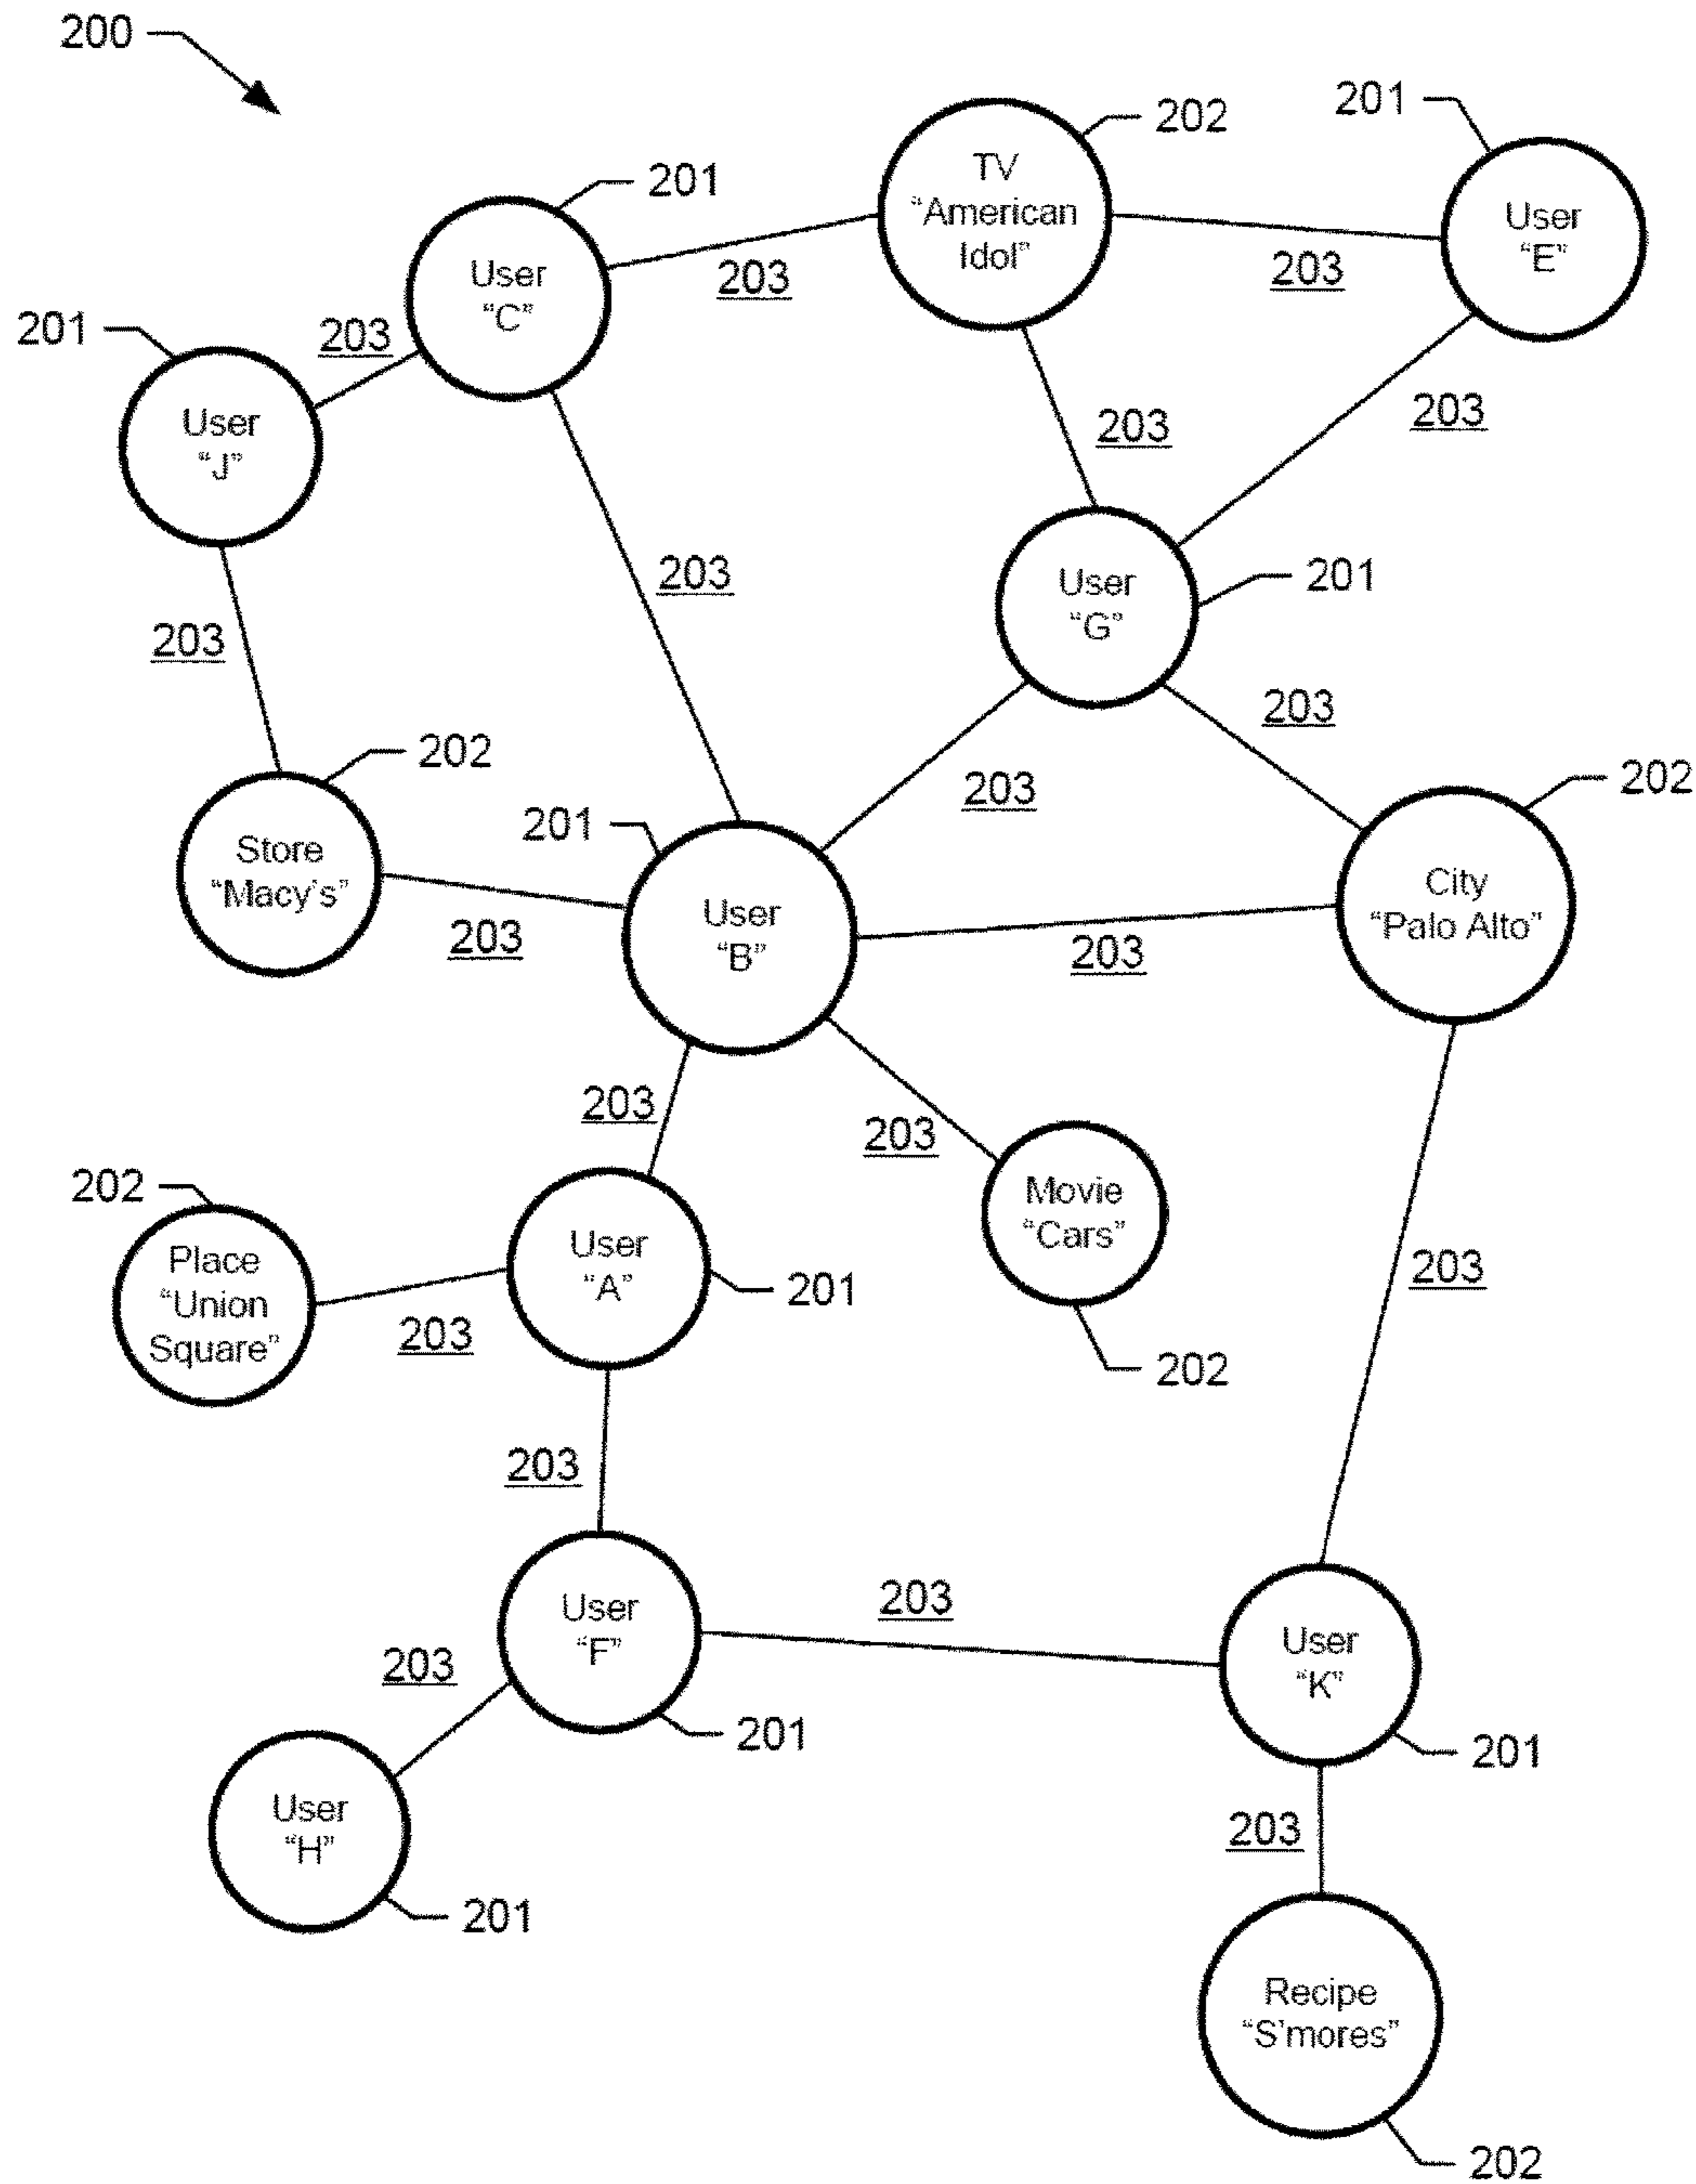 200
201
202
TV
“American
Idol”
201
User
“E”
User
“C”
203
203
201
203
User
“J”
203
203
203
User
“G”
201
203
203
202
Store
“Macy’s”
203
201
User
“B”
203
203
202
City
“Palo Alto”
203
203
202
Place
“Union
Square”
203
User
“A”
201
Movie
“Cars”
202
203
203
User
“F”
201
203
203
User
“K”
201
User
“H”
201
203
Recipe
“S’mores”
202